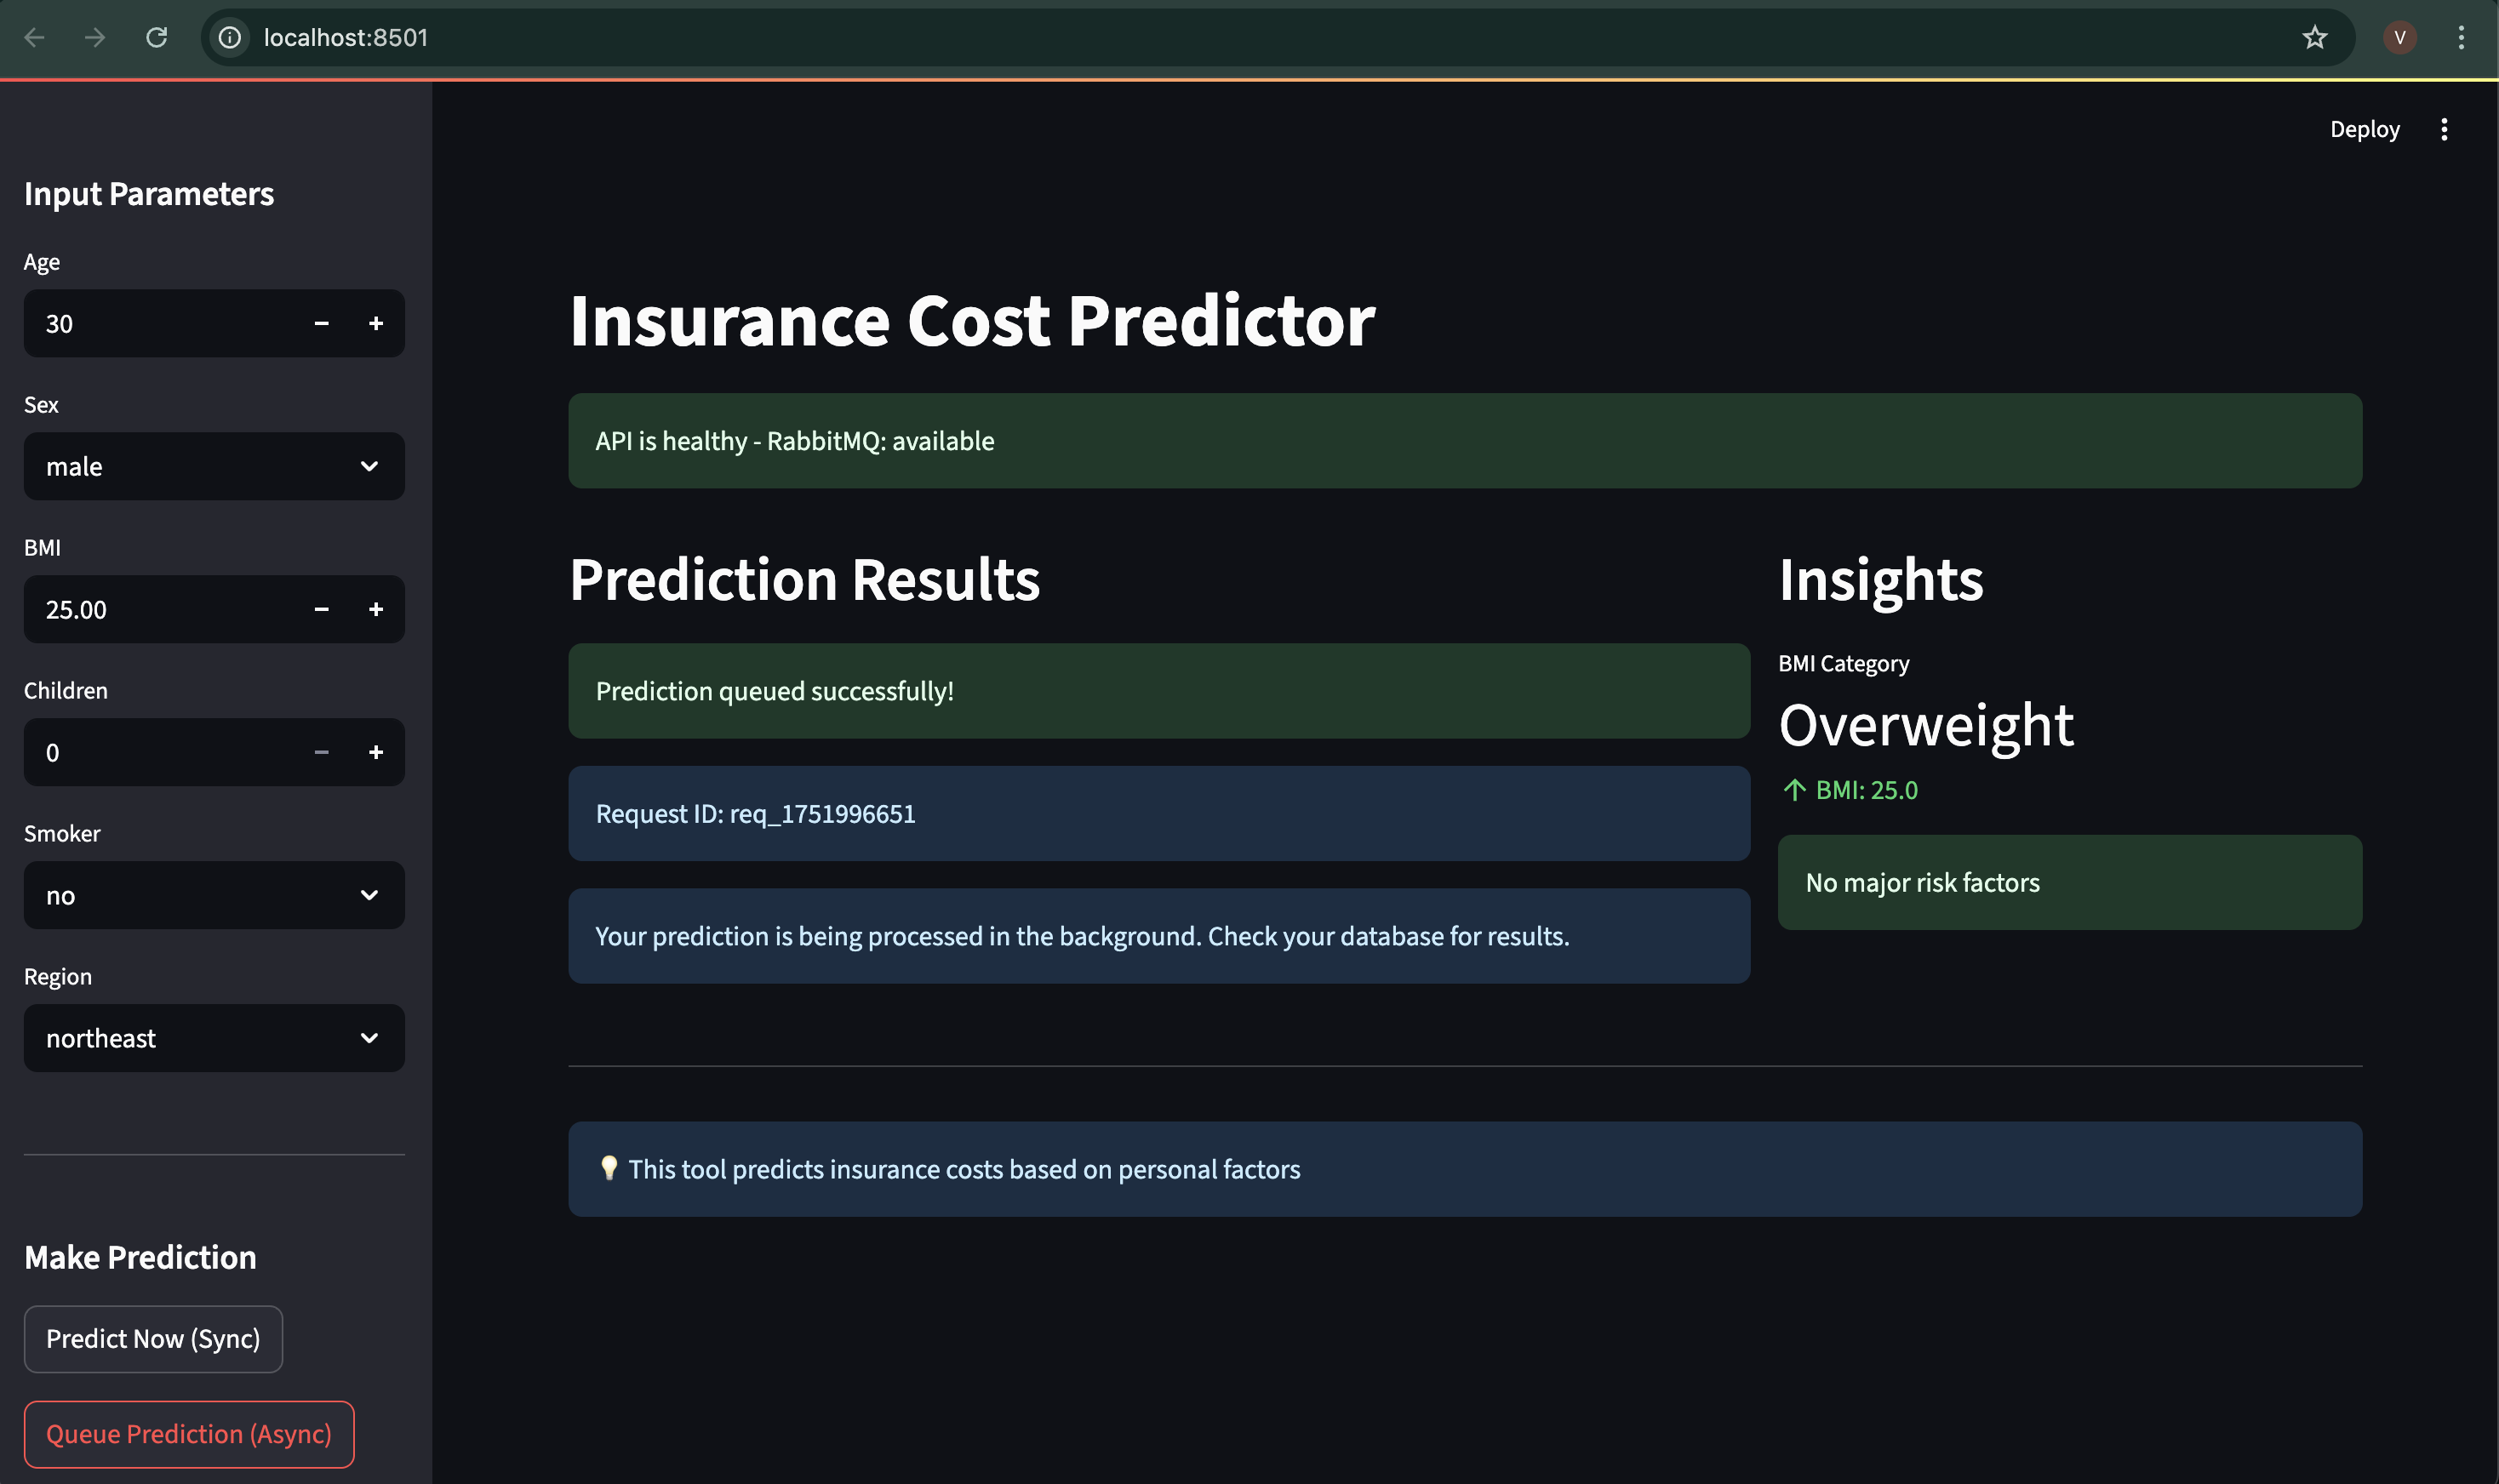 localhost:8501
V
Deploy
Input Parameters
Age
30
Sex
male
BMI
25.00
Children
0
Smoker
no
Region
northeast
Make Prediction
Predict Now (Sync)
Queue Prediction (Async)
Insurance Cost Predictor
API is healthy - RabbitMQ: available
Prediction Results
Prediction queued successfully!
Request ID: req_1751996651
Your prediction is being processed in the background. Check your database for results.
Insights
BMI Category
Overweight
↑ BMI: 25.0
No major risk factors
💡 This tool predicts insurance costs based on personal factors